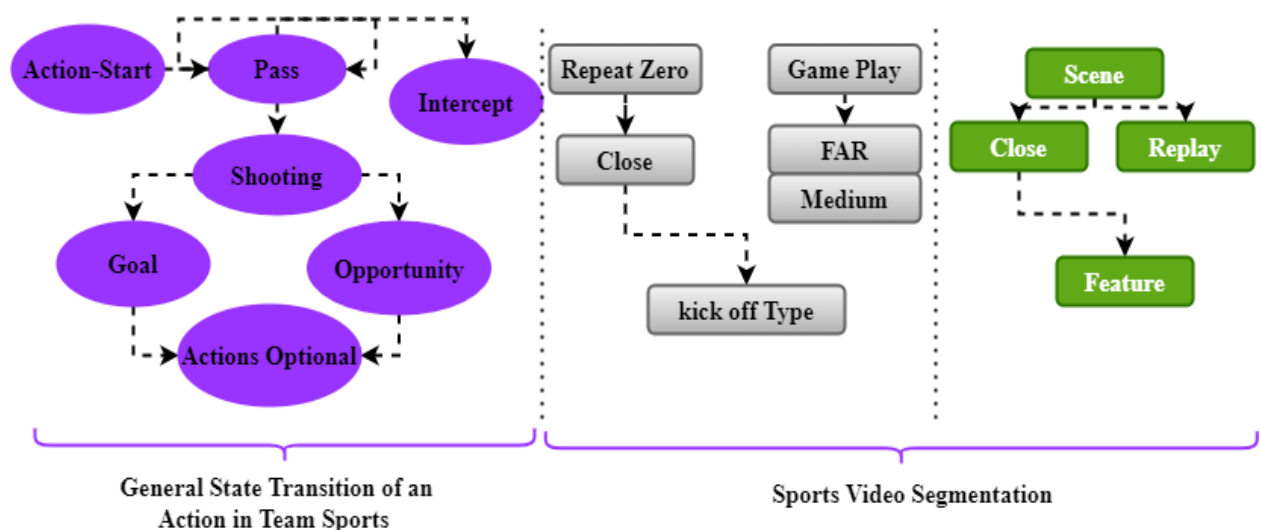 Action-Start
Pass
Intercept
Shooting
Goal
Opportunity
Actions Optional
General State Transition of an
Action in Team Sports
Repeat Zero
Game Play
Close
FAR
Medium
kick off Type
Scene
Close
Replay
Feature
Sports Video Segmentation